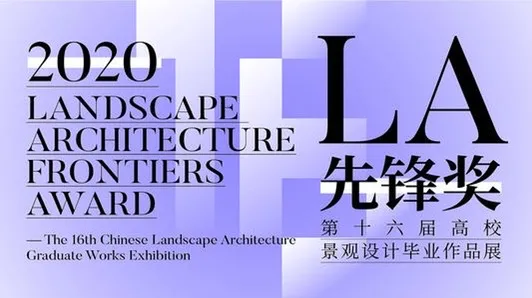 2020
LANDSCAPE
ARCHITECTURE
FRONTIERS
AWARD
— The 16th Chinese Landscape Architecture
Graduate Works Exhibition
LA
先锋奖
第十六届高校
景观设计毕业作品展